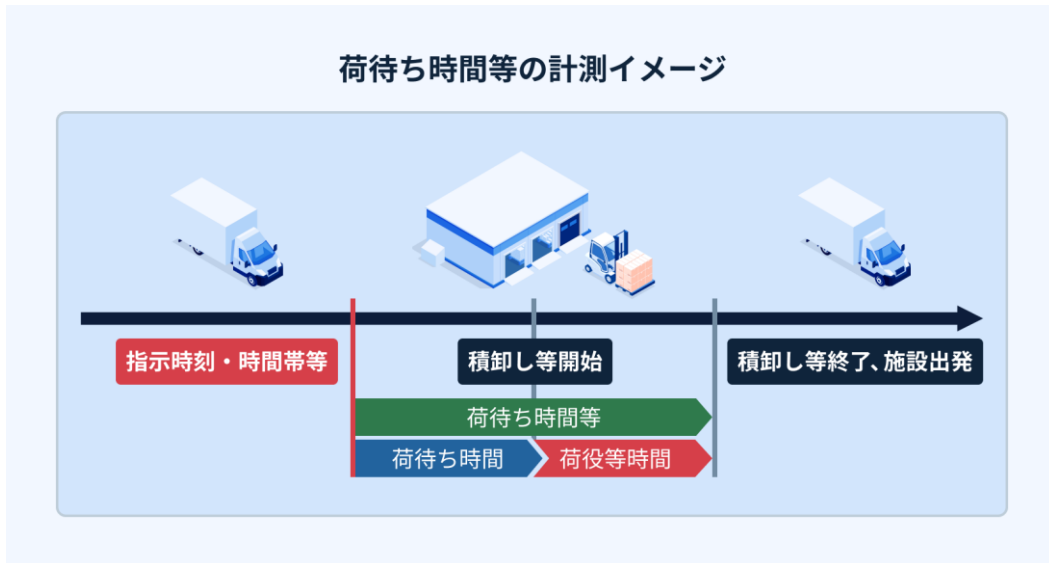 荷待ち時間等の計測イメージ
指示時刻・時間帯等
積卸し等開始
積卸し等終了、施設出発
荷待ち時間等
荷待ち時間
荷役等時間